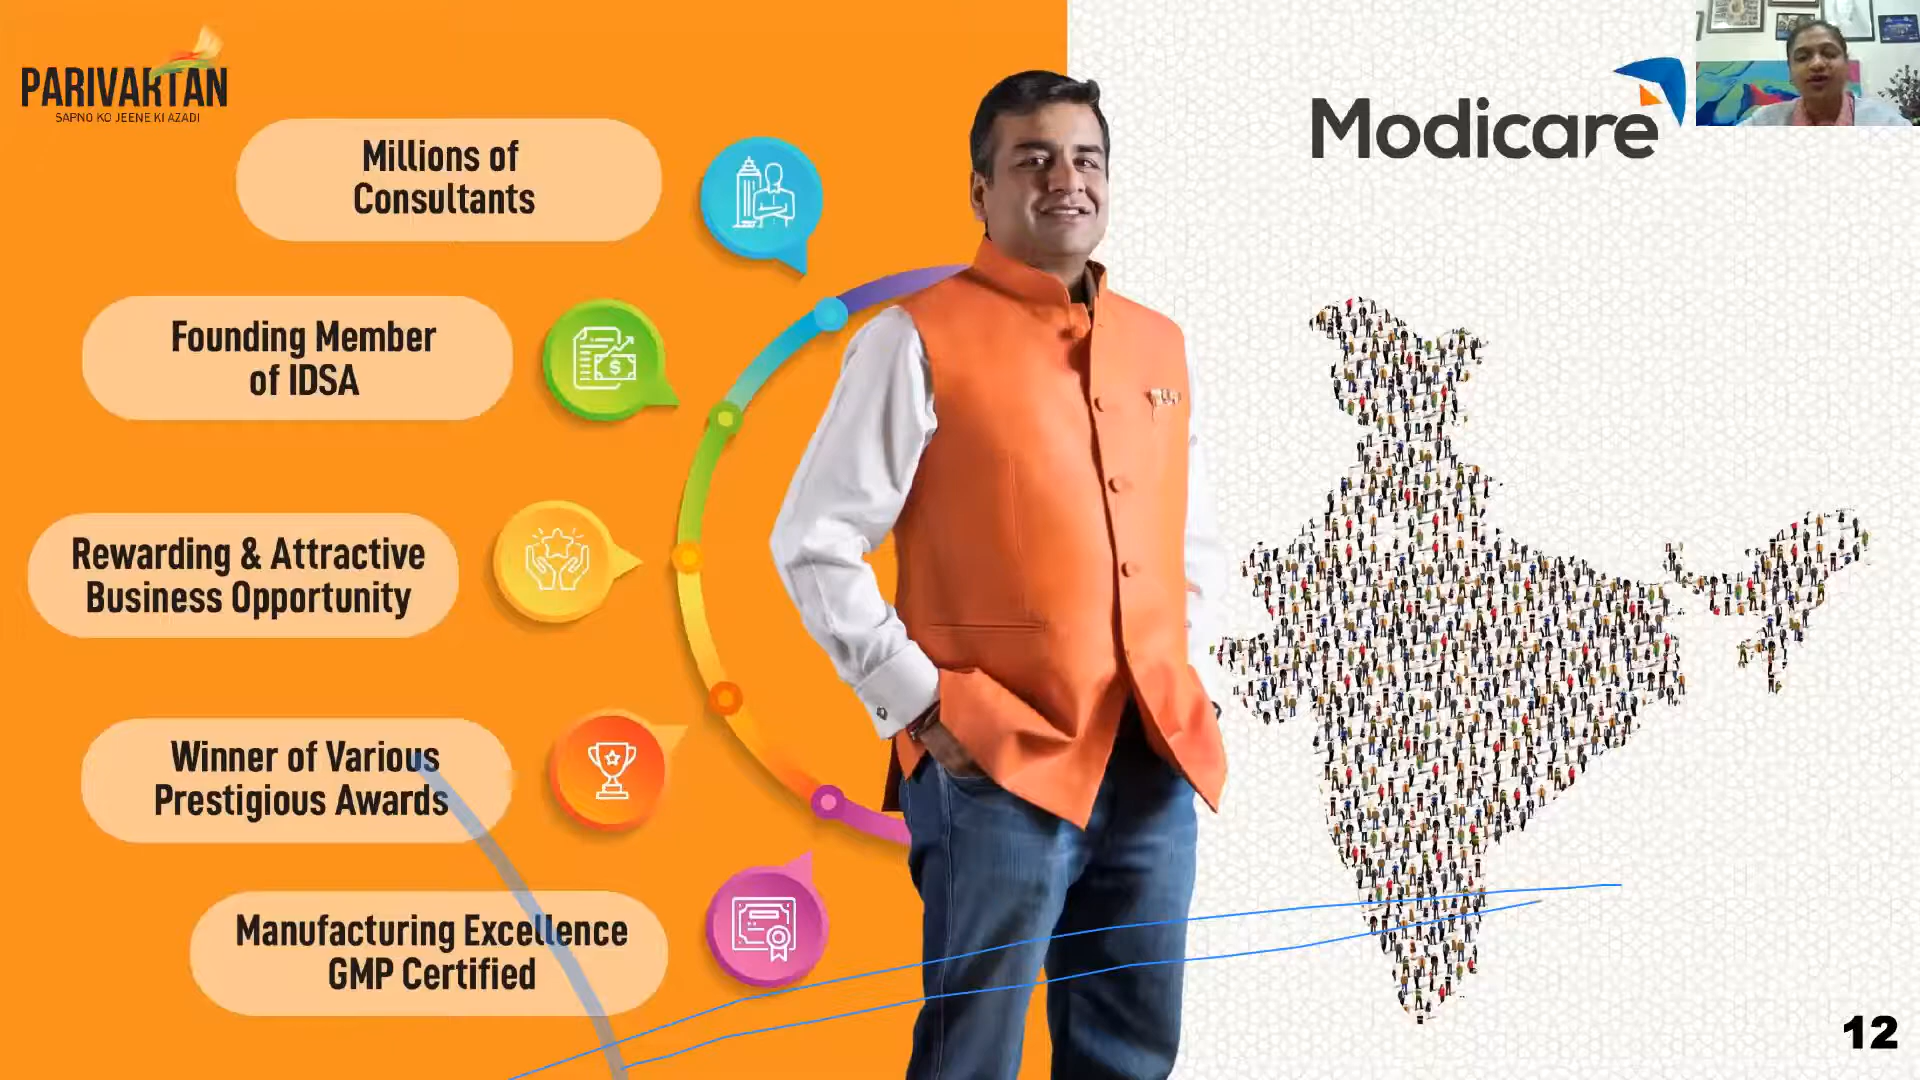 PARIVARTAN
SAPNO KO JEENE KI AZADI
Modicare
Millions of
Consultants
Founding Member
of IDSA
$
Rewarding & Attractive
Business Opportunity
Winner of Various
Prestigious Awards
Manufacturing Excellence
GMP Certified
12